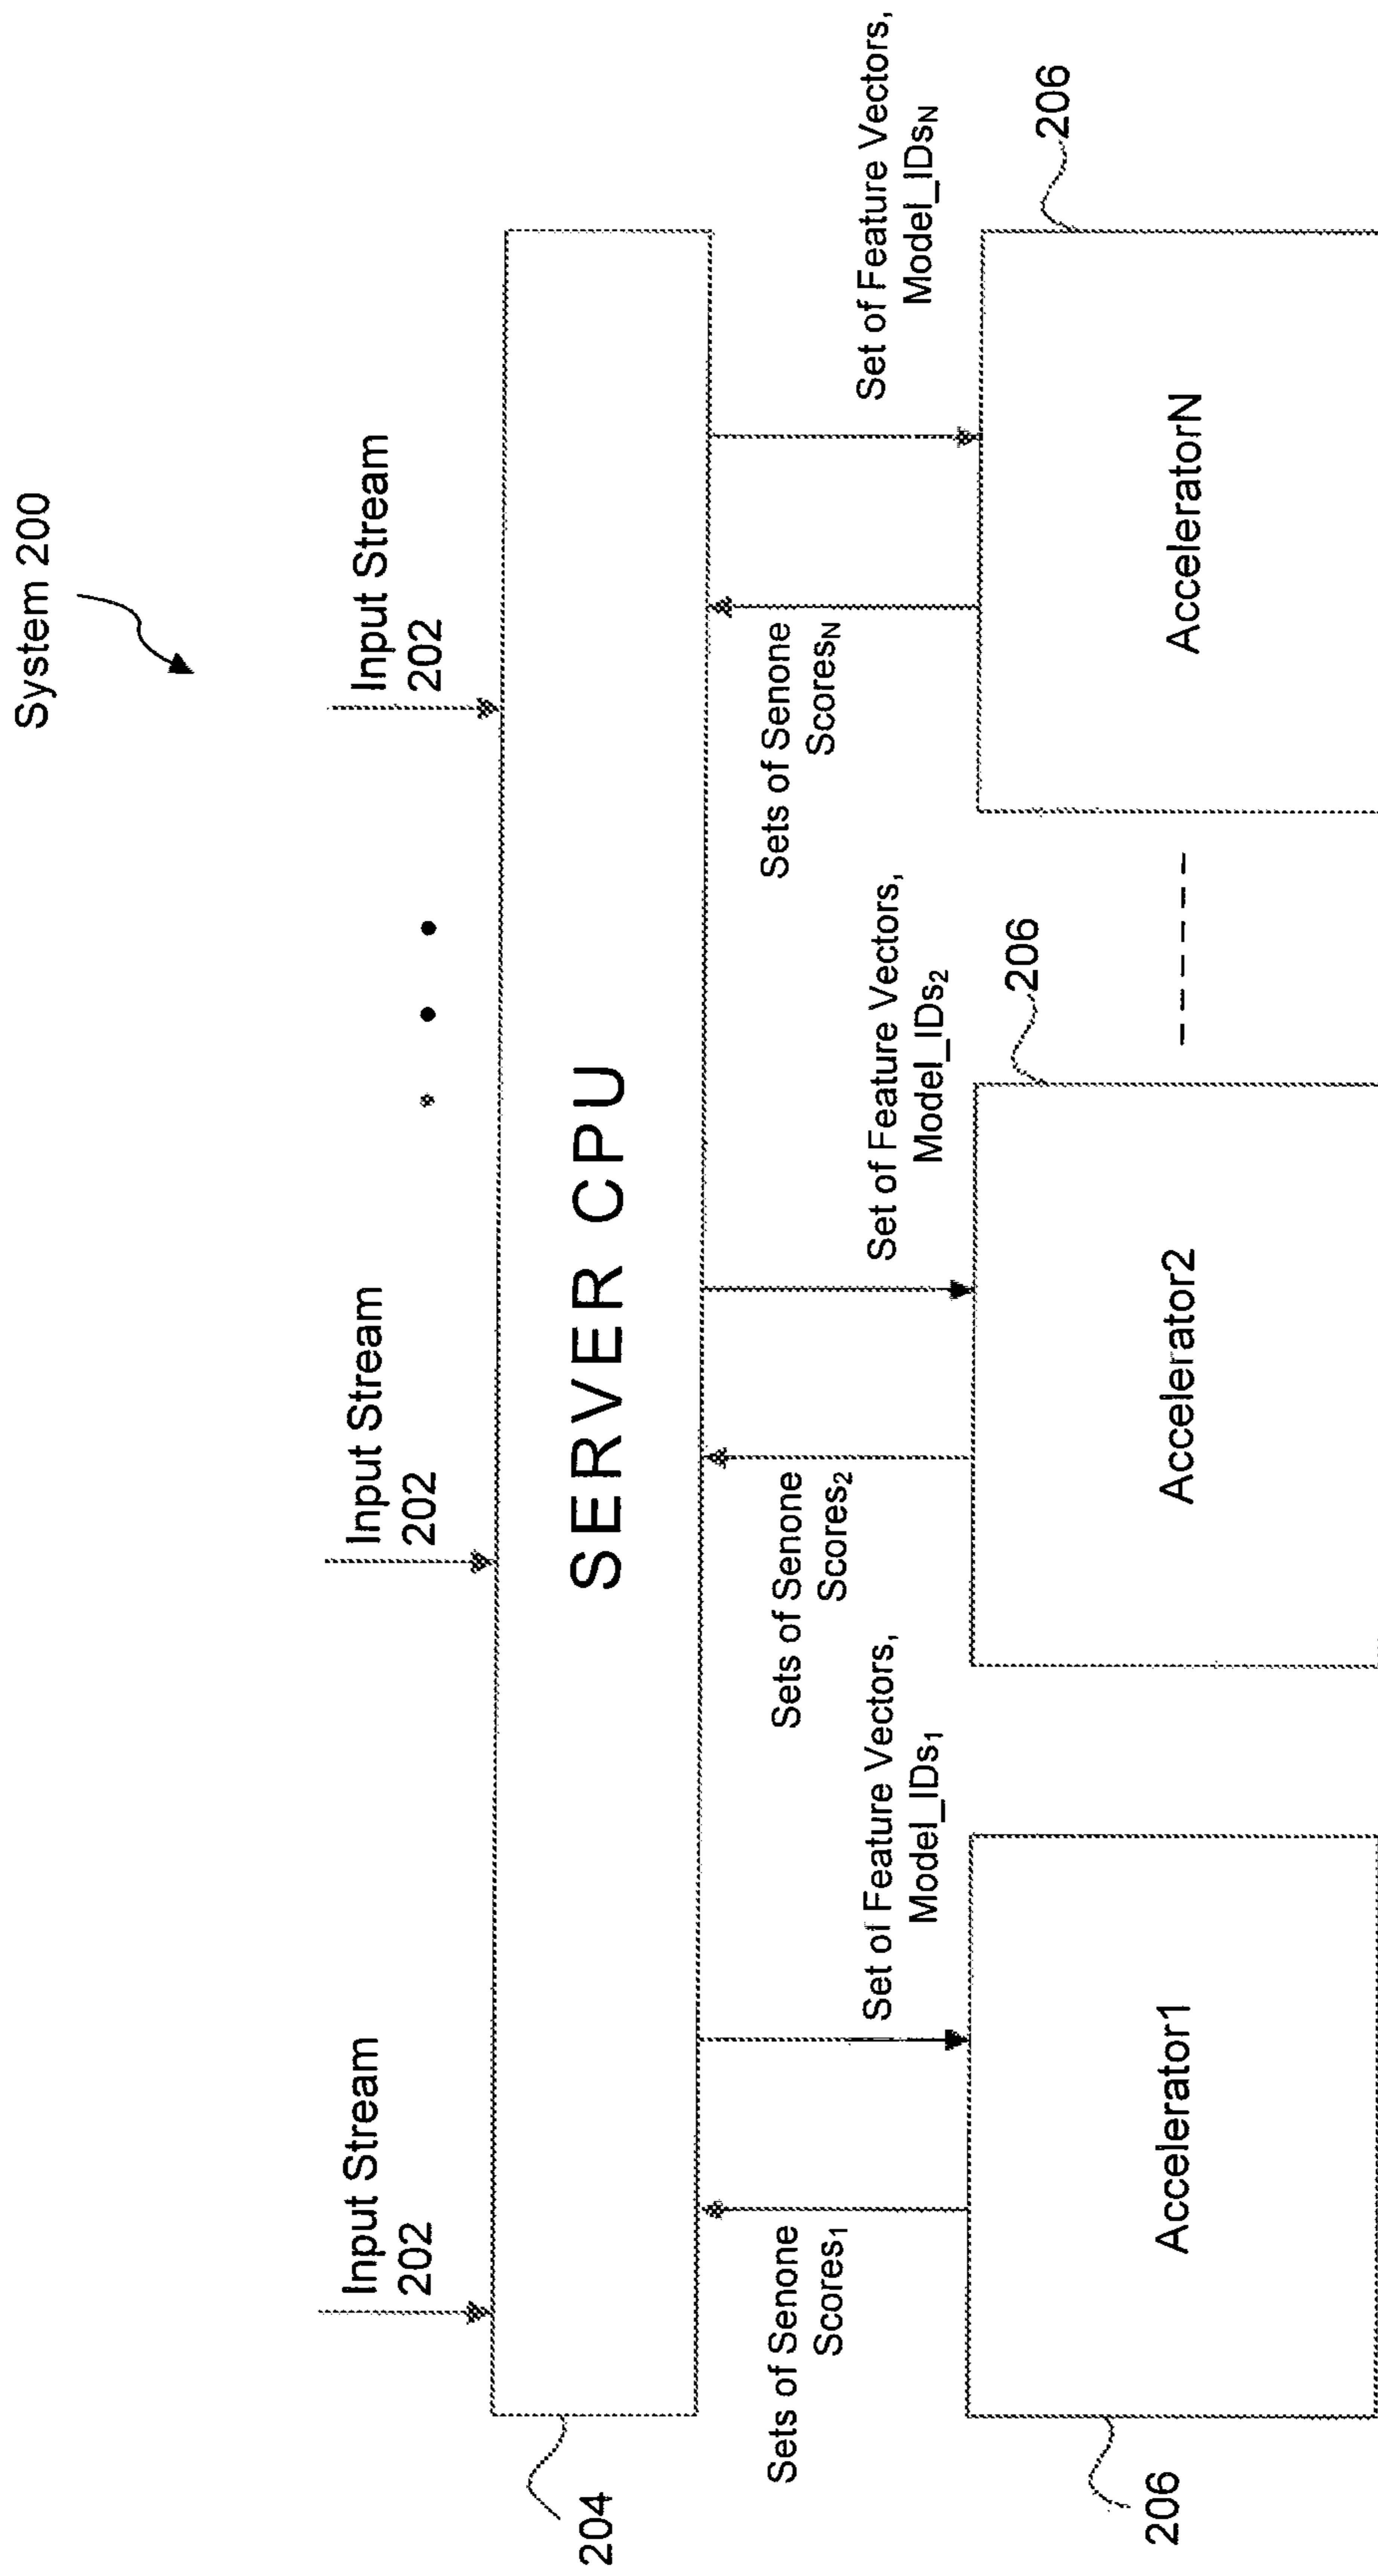 System 200
Input Stream
202
Input Stream
202
Input Stream
202
204
SERVER CPU
Sets of Senone
Scores₁
Set of Feature Vectors,
Model_IDs₁
Sets of Senone
Scores₂
Set of Feature Vectors,
Model_IDs₂
Sets of Senone
Scores_N
Set of Feature Vectors,
Model_IDs_N
206
Accelerator1
206
Accelerator2
206
AcceleratorN